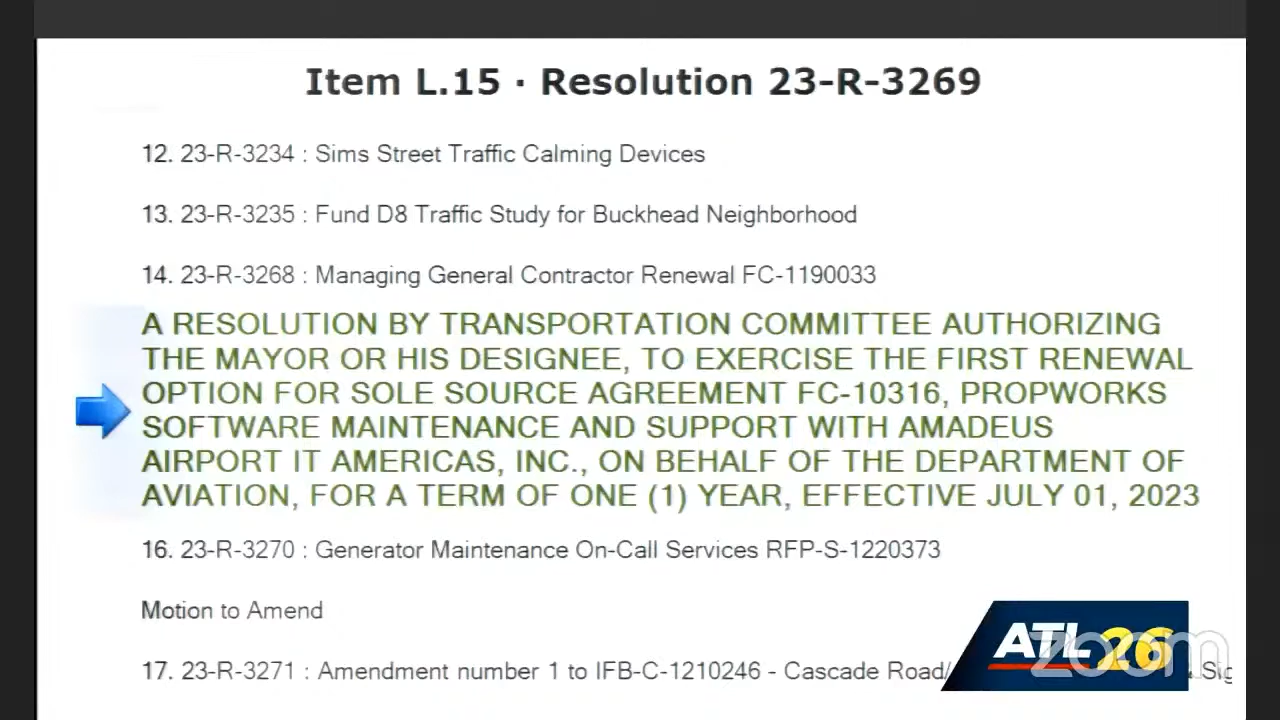 Item L.15 · Resolution 23-R-3269
12. 23-R-3234 : Sims Street Traffic Calming Devices
13. 23-R-3235 : Fund D8 Traffic Study for Buckhead Neighborhood
14. 23-R-3268 : Managing General Contractor Renewal FC-1190033
A RESOLUTION BY TRANSPORTATION COMMITTEE AUTHORIZING
THE MAYOR OR HIS DESIGNEE, TO EXERCISE THE FIRST RENEWAL
OPTION FOR SOLE SOURCE AGREEMENT FC-10316, PROPWORKS
SOFTWARE MAINTENANCE AND SUPPORT WITH AMADEUS
AIRPORT IT AMERICAS, INC., ON BEHALF OF THE DEPARTMENT OF
AVIATION, FOR A TERM OF ONE (1) YEAR, EFFECTIVE JULY 01, 2023
16. 23-R-3270 : Generator Maintenance On-Call Services RFP-S-1220373
Motion to Amend
17. 23-R-3271 : Amendment number 1 to IFB-C-1210246 - Cascade Road/
ATL 26
zoom